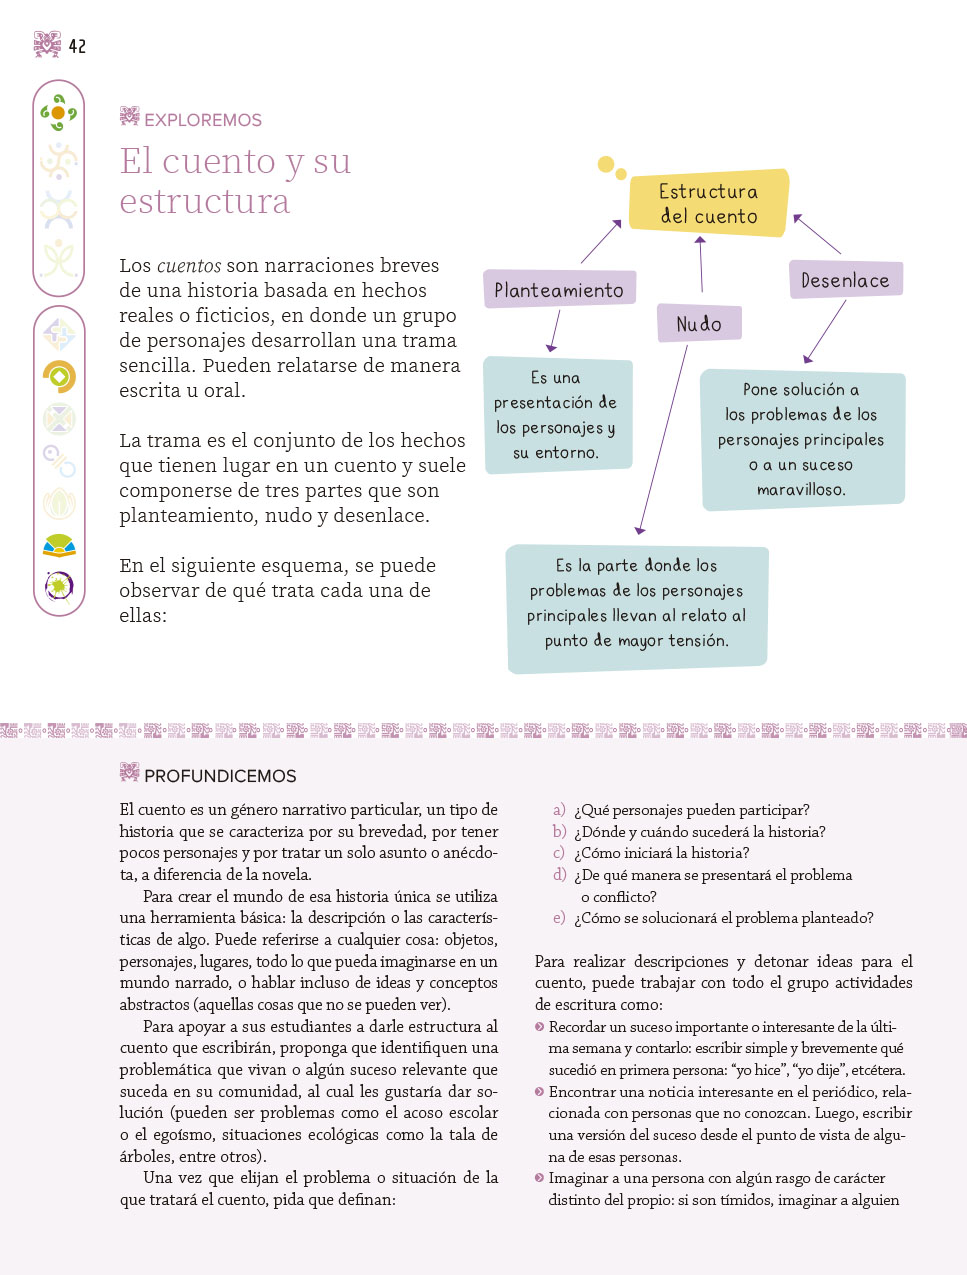 42
EXPLOREMOS
El cuento y su
estructura
Los cuentos son narraciones breves
de una historia basada en hechos
reales o ficticios, en donde un grupo
de personajes desarrollan una trama
sencilla. Pueden relatarse de manera
escrita u oral.
La trama es el conjunto de los hechos
que tienen lugar en un cuento y suele
componerse de tres partes que son
planteamiento, nudo y desenlace.
En el siguiente esquema, se puede
observar de qué trata cada una de
ellas:
Estructura
del cuento
Planteamiento
Nudo
Desenlace
Es una
presentación de
los personajes y
su entorno.
Pone solución a
los problemas de los
personajes principales
o a un suceso
maravilloso.
Es la parte donde los
problemas de los personajes
principales llevan al relato al
punto de mayor tensión.
PROFUNDICEMOS
El cuento es un género narrativo particular, un tipo de
historia que se caracteriza por su brevedad, por tener
pocos personajes y por tratar un solo asunto o anécdo-
ta, a diferencia de la novela.
Para crear el mundo de esa historia única se utiliza
una herramienta básica: la descripción o las caracterís-
ticas de algo. Puede referirse a cualquier cosa: objetos,
personajes, lugares, todo lo que pueda imaginarse en un
mundo narrado, o hablar incluso de ideas y conceptos
abstractos (aquellas cosas que no se pueden ver).
Para apoyar a sus estudiantes a darle estructura al
cuento que escribirán, proponga que identifiquen una
problemática que vivan o algún suceso relevante que
suceda en su comunidad, al cual les gustaría dar so-
lución (pueden ser problemas como el acoso escolar
o el egoísmo, situaciones ecológicas como la tala de
árboles, entre otros).
Una vez que elijan el problema o situación de la
que tratará el cuento, pida que definan:
a) ¿Qué personajes pueden participar?
b) ¿Dónde y cuándo sucederá la historia?
c) ¿Cómo iniciará la historia?
d) ¿De qué manera se presentará el problema
o conflicto?
e) ¿Cómo se solucionará el problema planteado?
Para realizar descripciones y detonar ideas para el
cuento, puede trabajar con todo el grupo actividades
de escritura como:
Recordar un suceso importante o interesante de la últi-
ma semana y contarlo: escribir simple y brevemente qué
sucedió en primera persona: “yo hice”, “yo dije”, etcétera.
Encontrar una noticia interesante en el periódico, rela-
cionada con personas que no conozcan. Luego, escribir
una versión del suceso desde el punto de vista de algu-
na de esas personas.
Imaginar a una persona con algún rasgo de carácter
distinto del propio: si son tímidos, imaginar a alguien